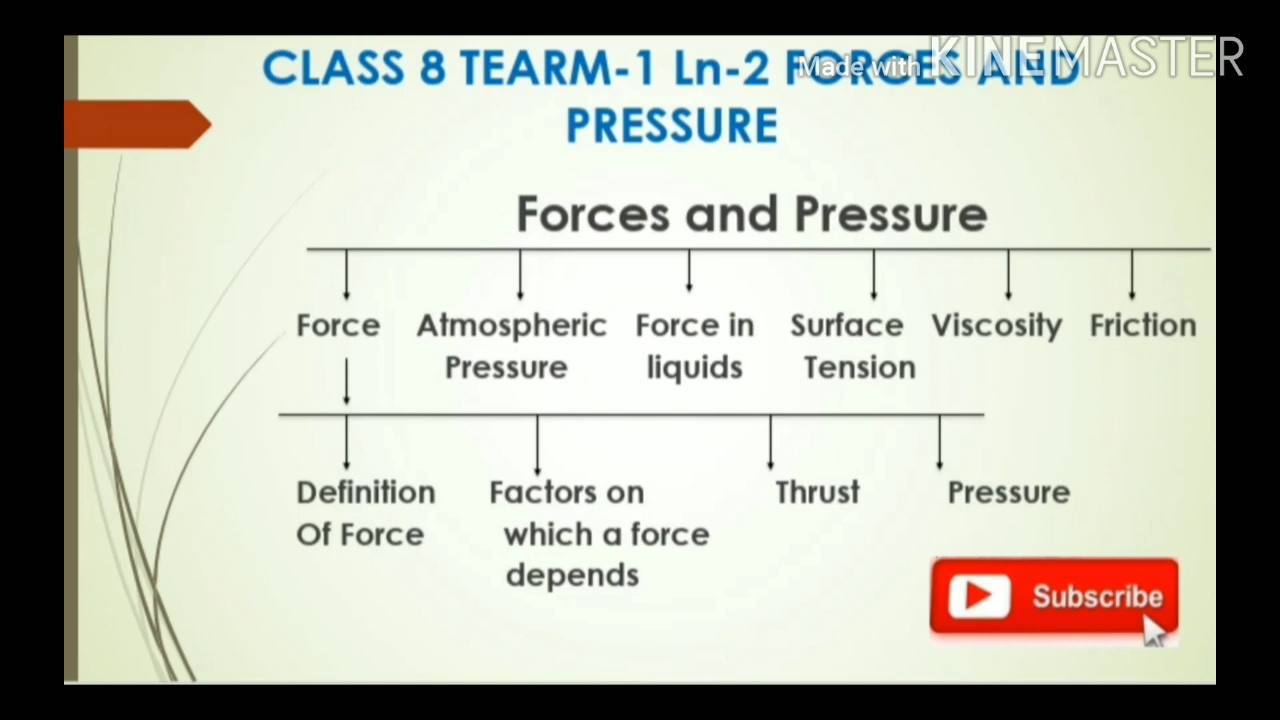 CLASS 8 TEARM-1 Ln-2 FORCES AND
Made with KINEMASTER
PRESSURE
Forces and Pressure
Force Atmospheric Force in Surface Viscosity Friction
Pressure liquids Tension
Definition Factors on Thrust Pressure
Of Force which a force
depends
Subscribe